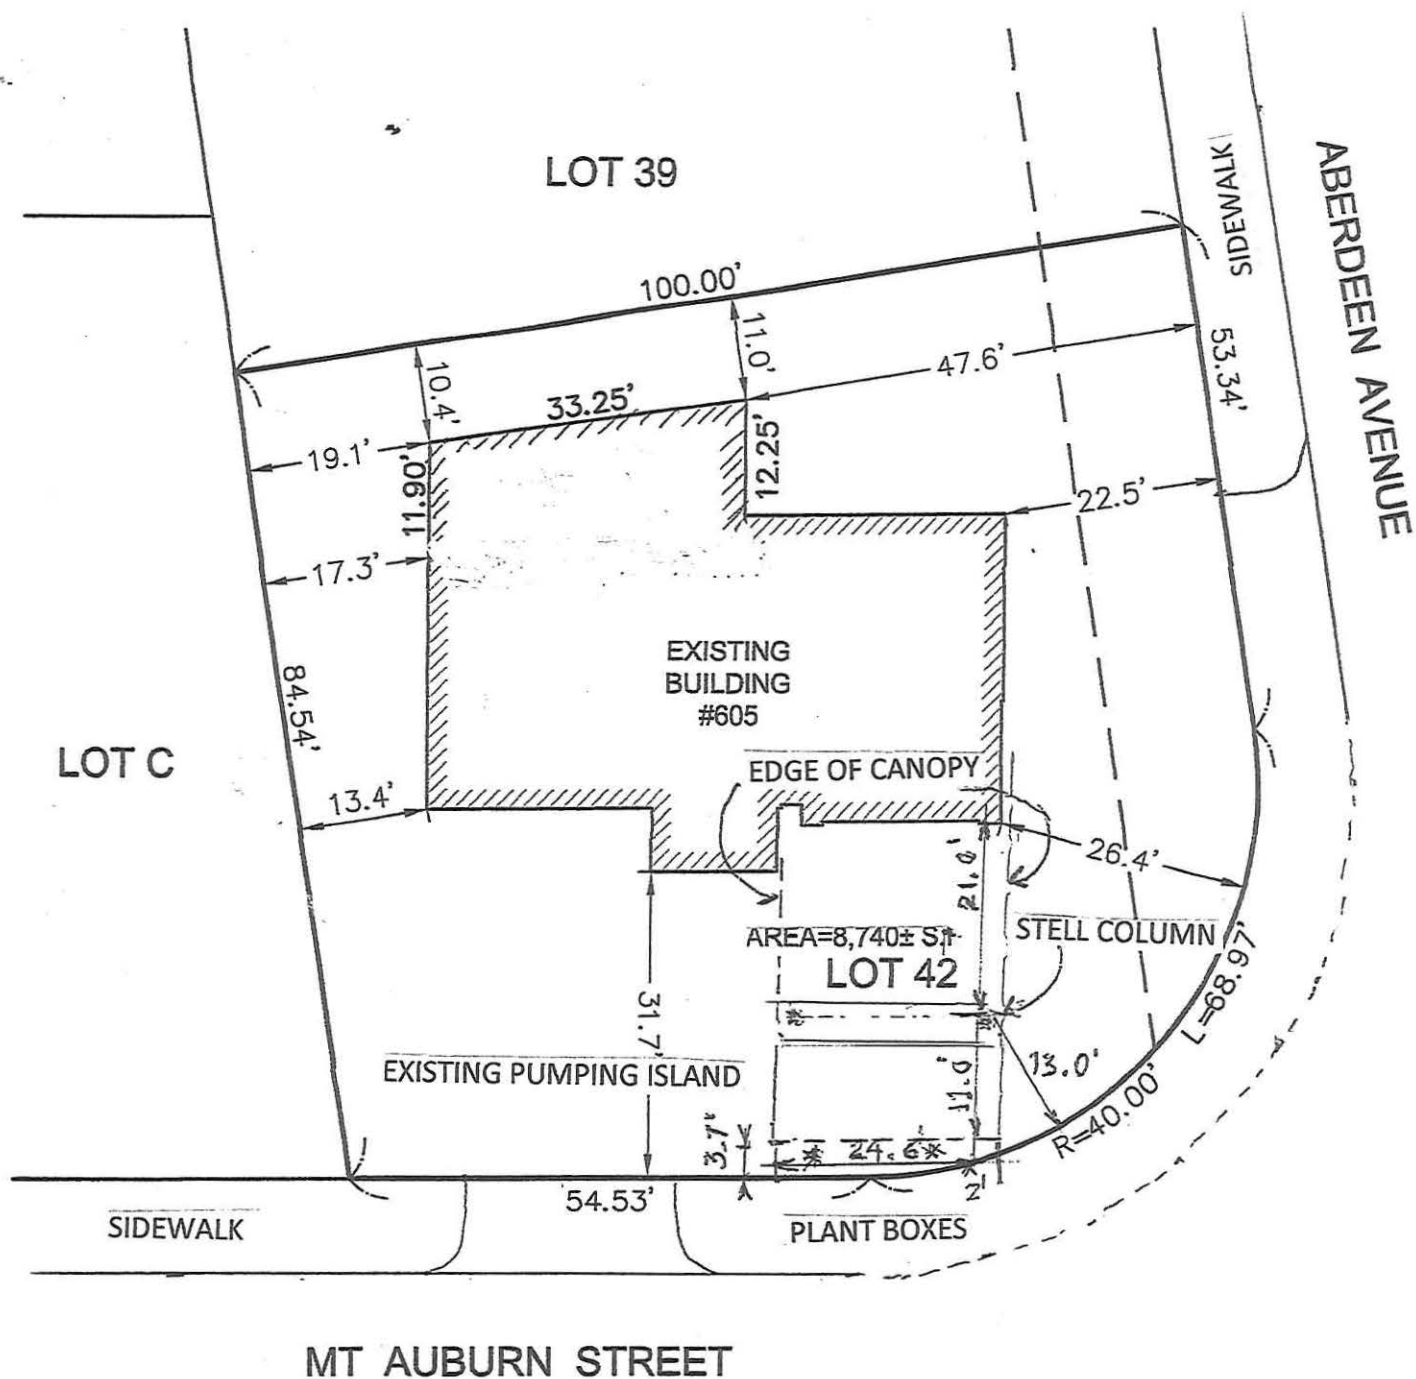 LOT 39
SIDEWALK
ABERDEEN AVENUE
100.00'
11.0'
47.6'
53.34'
10.4'
33.25'
19.1'
11.90'
12.25'
22.5'
17.3'
EXISTING
BUILDING
#605
84.54'
LOT C
EDGE OF CANOPY
13.4'
26.4'
21.0'
AREA=8,740± S.F
STELL COLUMN
LOT 42
L=68.97'
31.7'
EXISTING PUMPING ISLAND
13.0'
R=40.00'
3.7'
24.6
2'
54.53'
SIDEWALK
PLANT BOXES
MT AUBURN STREET